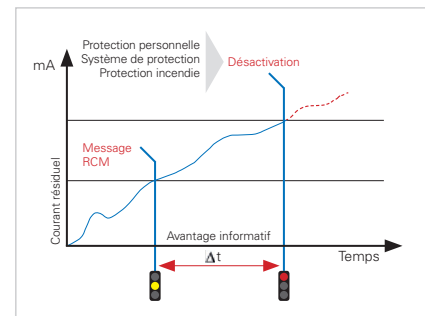 Protection personnelle
Système de protection
Protection incendie
Désactivation
mA
Message
RCM
Courant résiduel
Avantage informatif
Δt
Temps